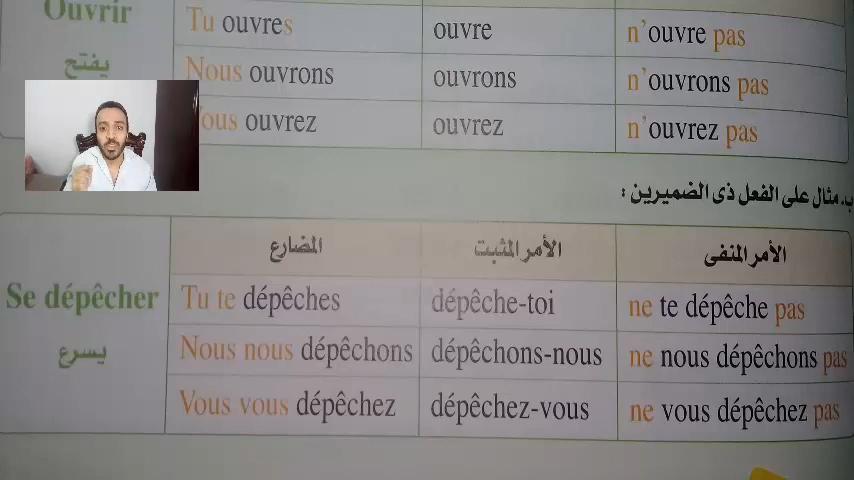 Ouvrir
يفتح
Tu ouvres
ouvre
n'ouvre pas
Nous ouvrons
ouvrons
n'ouvrons pas
ous ouvrez
ouvrez
n'ouvrez pas
ب. مثال على الفعل ذى الضميرين :
المضارع
الأمر المثبت
الأمر المنفى
Se dépêcher
يسرع
Tu te dépêches
dépêche-toi
ne te dépêche pas
Nous nous dépêchons
dépêchons-nous
ne nous dépêchons pas
Vous vous dépêchez
dépêchez-vous
ne vous dépêchez pas